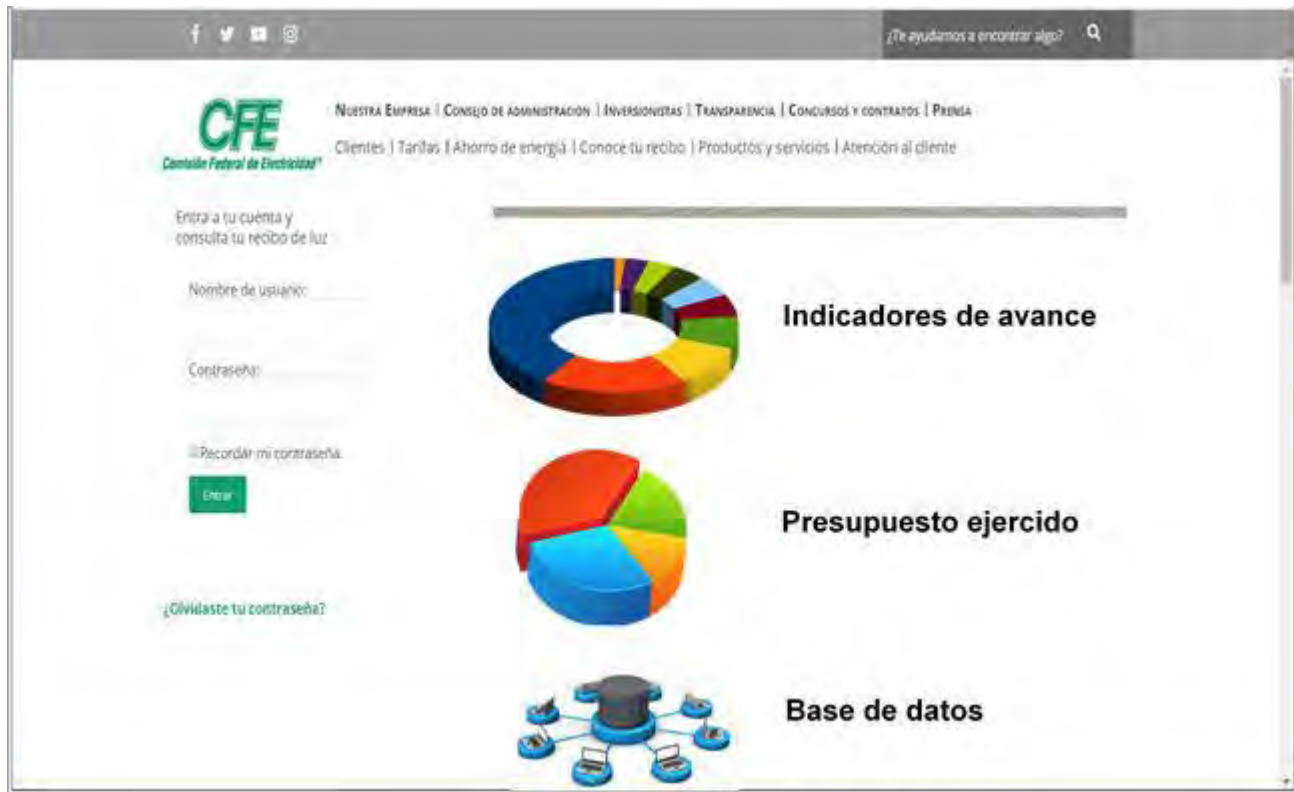 ¿Te ayudamos a encontrar algo?
CFE
Comisión Federal de Electricidad®
NUESTRA EMPRESA | CONSEJO DE ADMINISTRACION | INVERSIONISTAS | TRANSPARENCIA | CONCURSOS Y CONTRATOS | PRENSA
Clientes | Tarifas | Ahorro de energía | Conoce tu recibo | Productos y servicios | Atención al cliente
Entra a tu cuenta y
consulta tu recibo de luz
Nombre de usuario:
Contraseña:
Recordar mi contraseña
Entrar
¿Olvidaste tu contraseña?
Indicadores de avance
Presupuesto ejercido
Base de datos